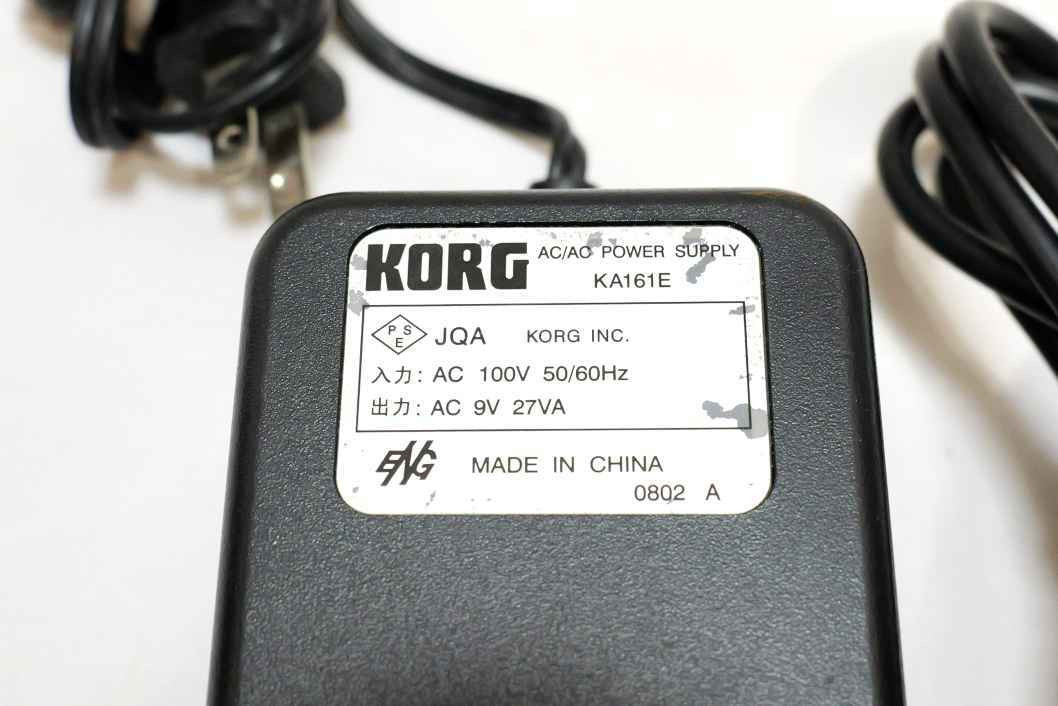 KORG AC/AC POWER SUPPLY
KA161E
PSE JQA KORG INC.
入力: AC 100V 50/60Hz
出力: AC 9V 27VA
ENG MADE IN CHINA
0802 A